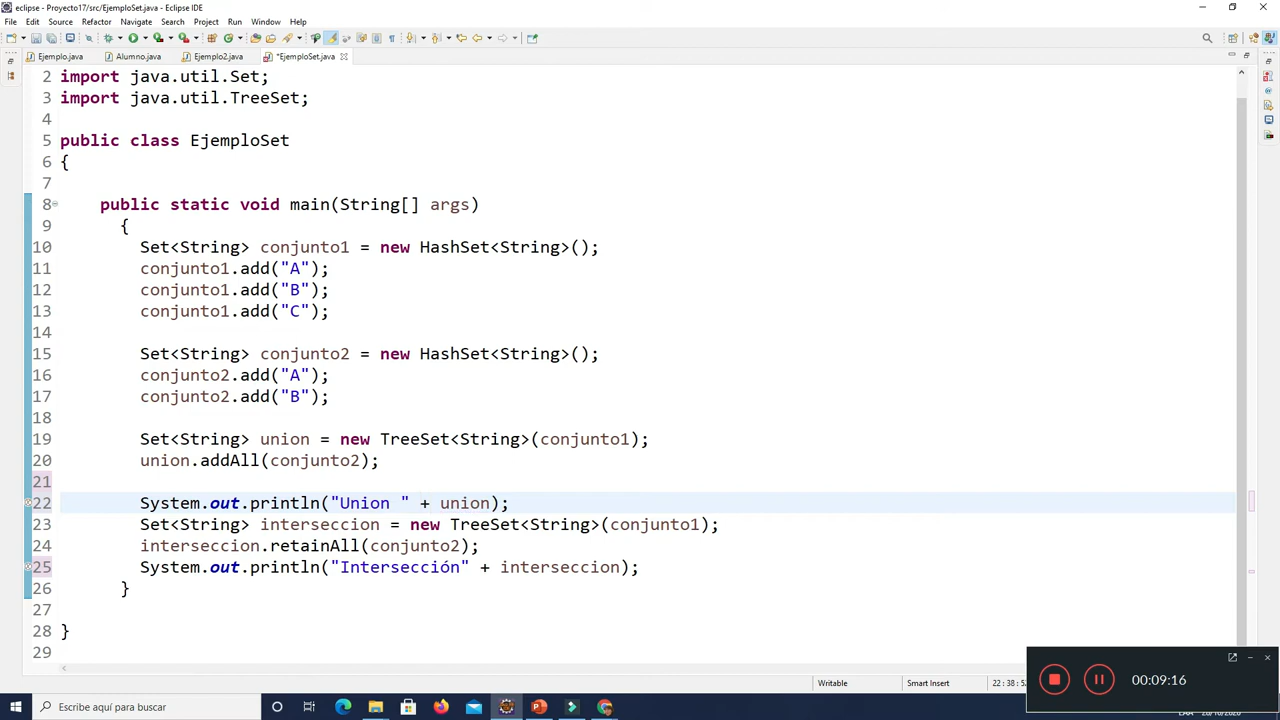 eclipse - Proyecto17/src/EjemploSet.java - Eclipse IDE
File Edit Source Refactor Navigate Search Project Run Window Help
Ejemplo.java Alumno.java Ejemplo2.java *EjemploSet.java
2 import java.util.Set;
3 import java.util.TreeSet;
4
5 public class EjemploSet
6 {
7
8 public static void main(String[] args)
9 {
10 Set<String> conjunto1 = new HashSet<String>();
11 conjunto1.add("A");
12 conjunto1.add("B");
13 conjunto1.add("C");
14
15 Set<String> conjunto2 = new HashSet<String>();
16 conjunto2.add("A");
17 conjunto2.add("B");
18
19 Set<String> union = new TreeSet<String>(conjunto1);
20 union.addAll(conjunto2);
21
22 System.out.println("Union " + union);
23 Set<String> interseccion = new TreeSet<String>(conjunto1);
24 interseccion.retainAll(conjunto2);
25 System.out.println("Intersección" + interseccion);
26 }
27
28 }
29
Writable Smart Insert 22 : 38 :
00:09:16
Escribe aquí para buscar